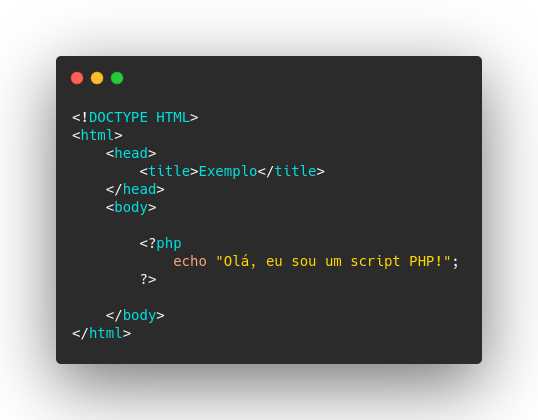 <!DOCTYPE HTML>
<html>
    <head>
        <title>Exemplo</title>
    </head>
    <body>

        <?php
            echo "Olá, eu sou um script PHP!";
        ?>

    </body>
</html>